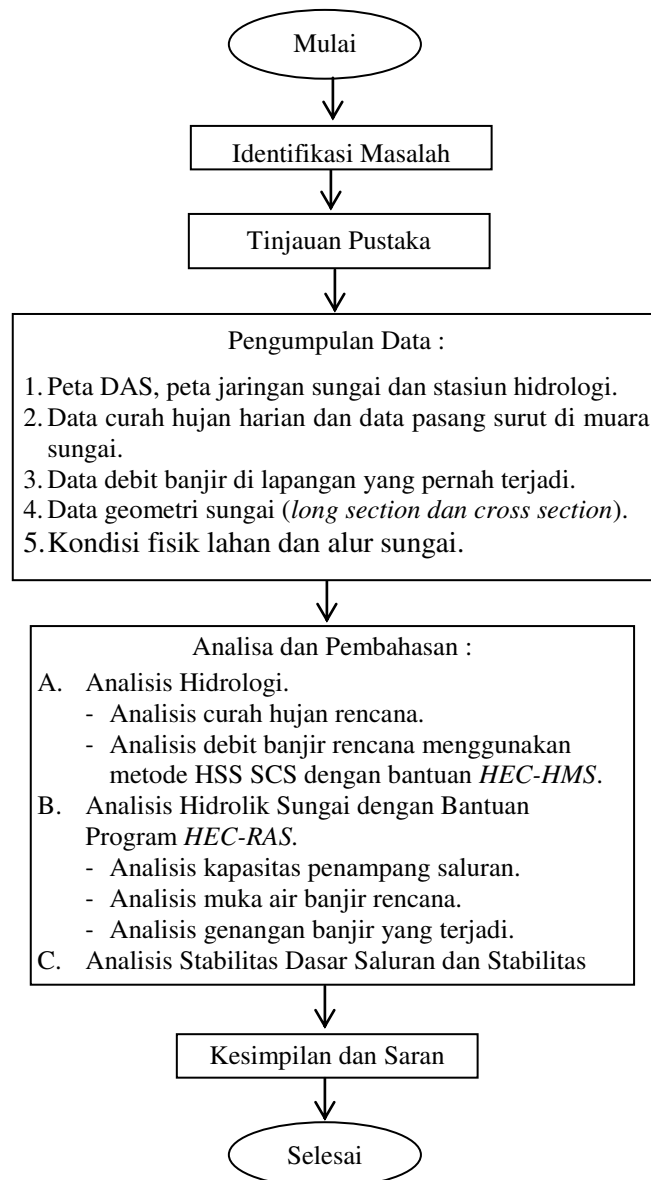 Mulai
Identifikasi Masalah
Tinjauan Pustaka
Pengumpulan Data :
1. Peta DAS, peta jaringan sungai dan stasiun hidrologi.
2. Data curah hujan harian dan data pasang surut di muara
sungai.
3. Data debit banjir di lapangan yang pernah terjadi.
4. Data geometri sungai (long section dan cross section).
5. Kondisi fisik lahan dan alur sungai.
Analisa dan Pembahasan :
A. Analisis Hidrologi.
- Analisis curah hujan rencana.
- Analisis debit banjir rencana menggunakan
metode HSS SCS dengan bantuan HEC-HMS.
B. Analisis Hidrolik Sungai dengan Bantuan
Program HEC-RAS.
- Analisis kapasitas penampang saluran.
- Analisis muka air banjir rencana.
- Analisis genangan banjir yang terjadi.
C. Analisis Stabilitas Dasar Saluran dan Stabilitas
Kesimpilan dan Saran
Selesai